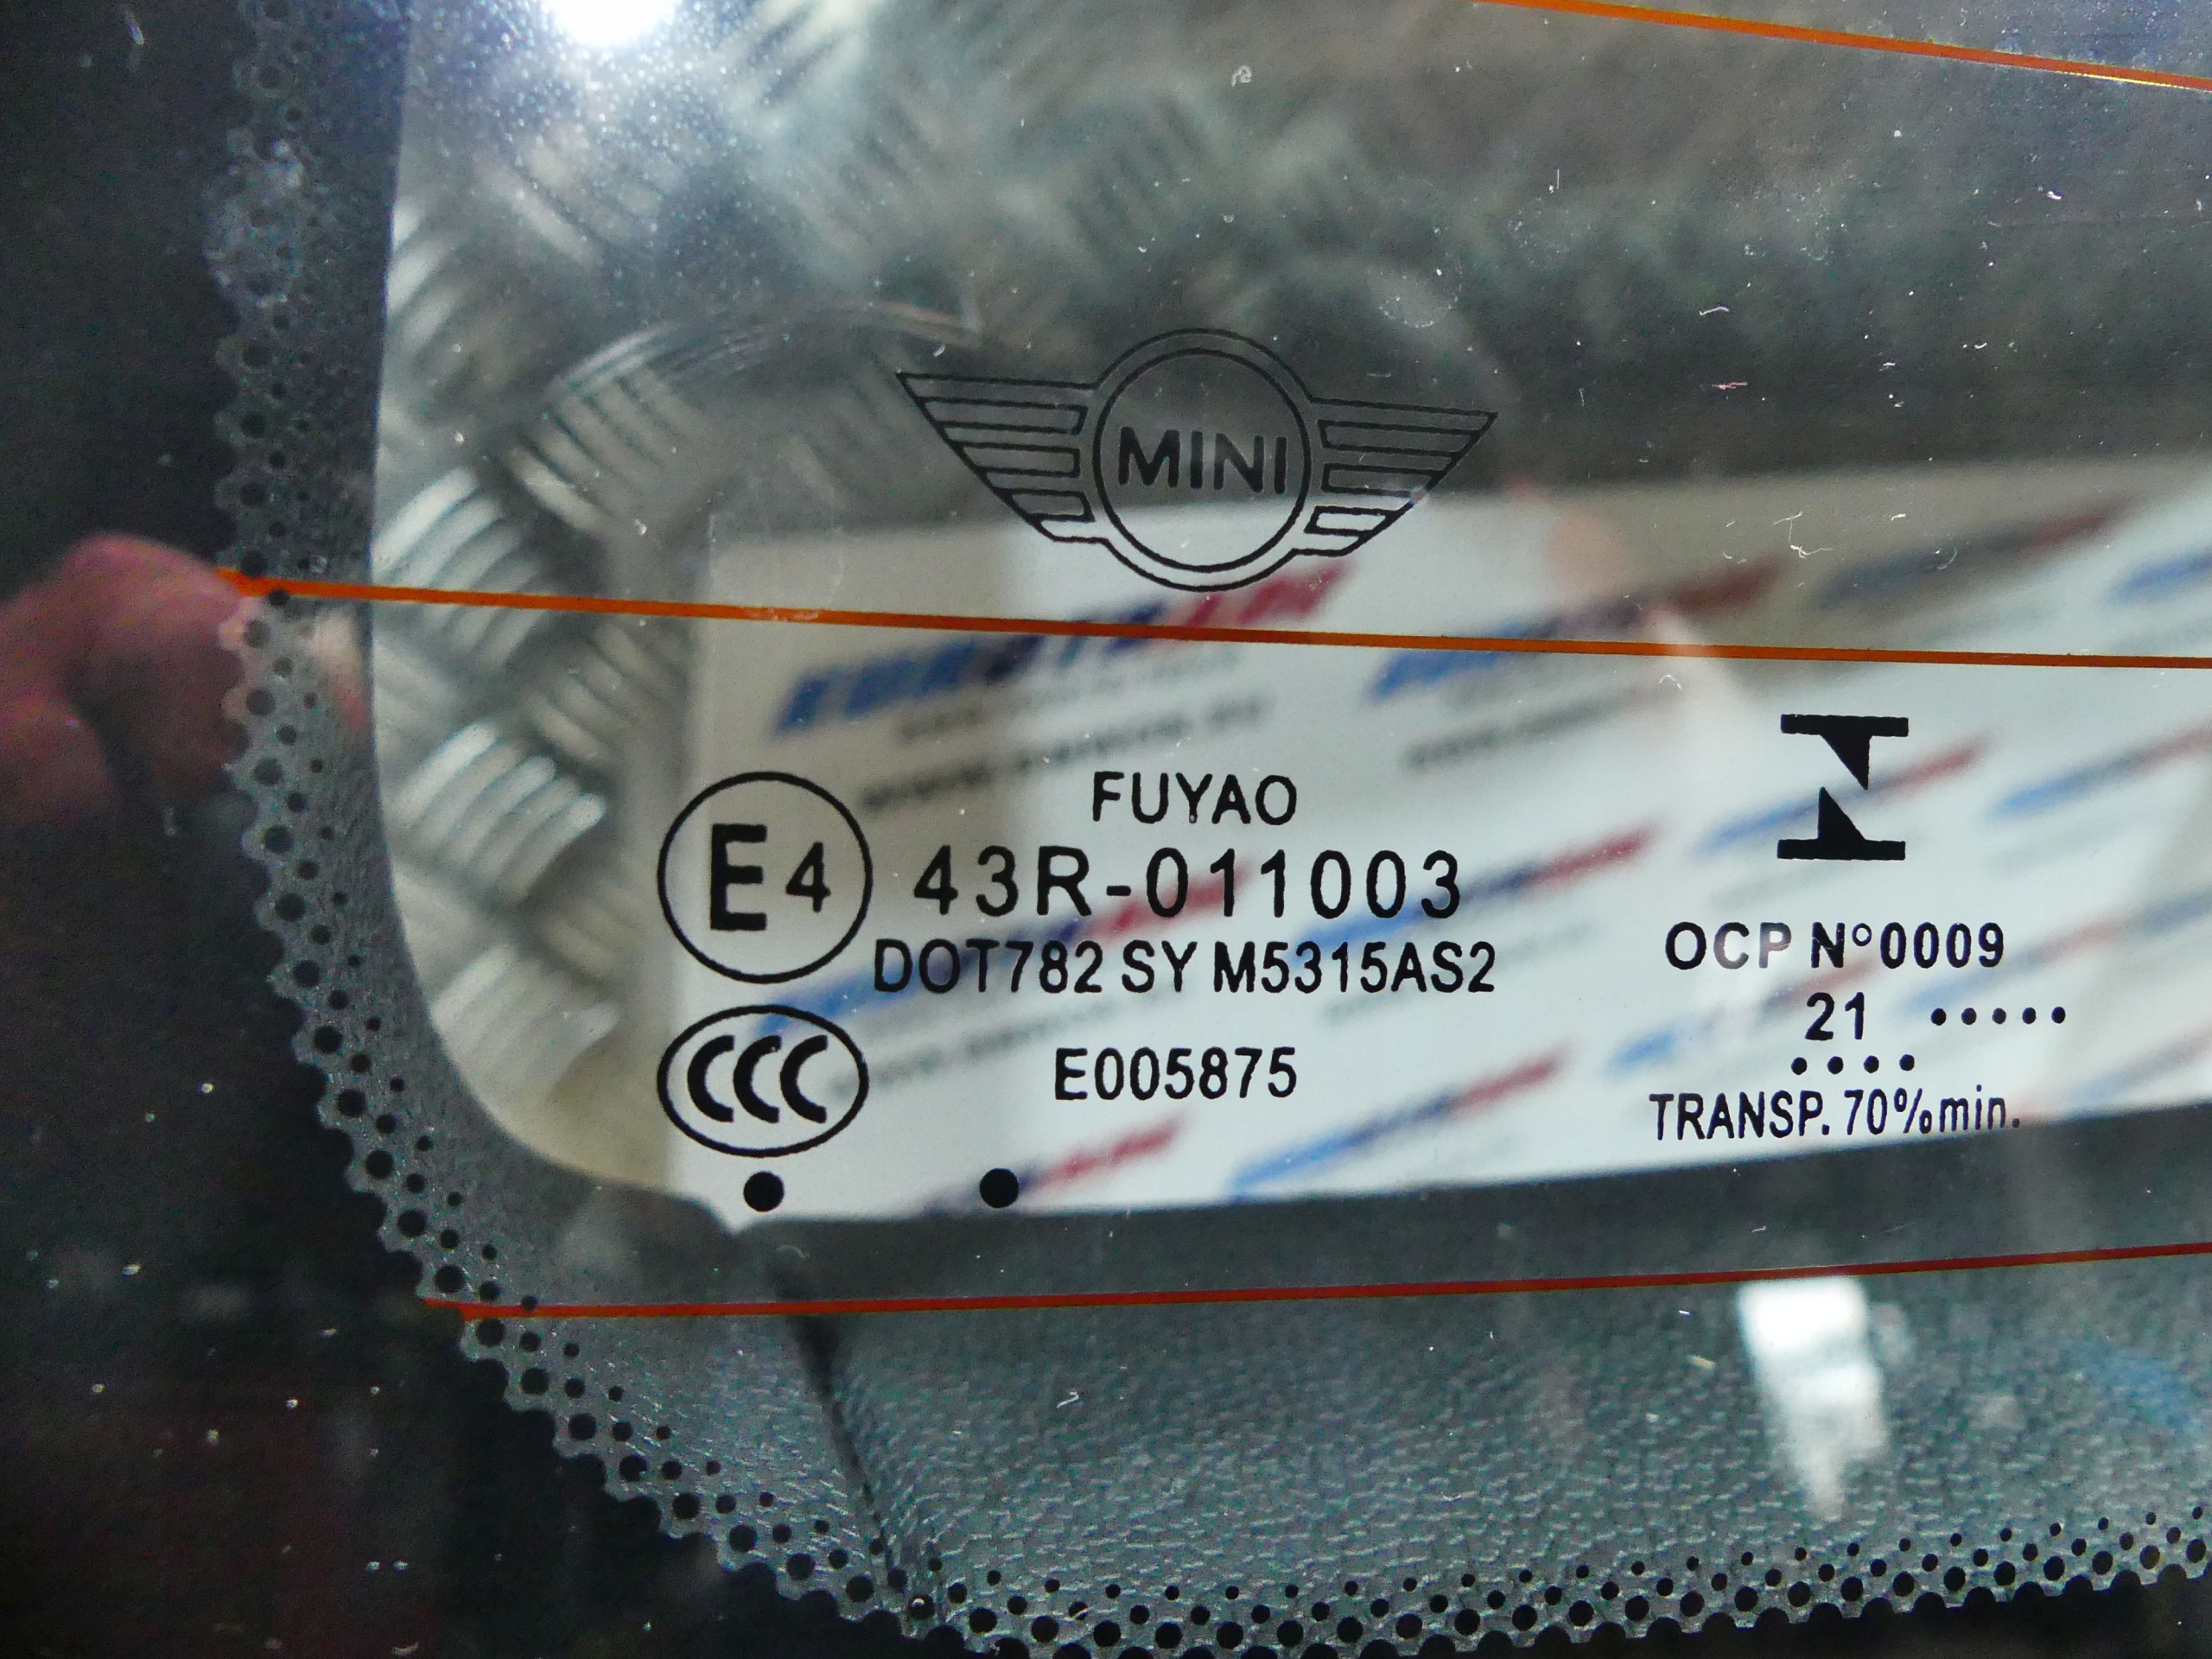 MINI
FUYAO
E4 43R-011003
DOT782 SY M5315AS2
CCC E005875
OCP N°0009
21 •••••
••••
TRANSP. 70%min.